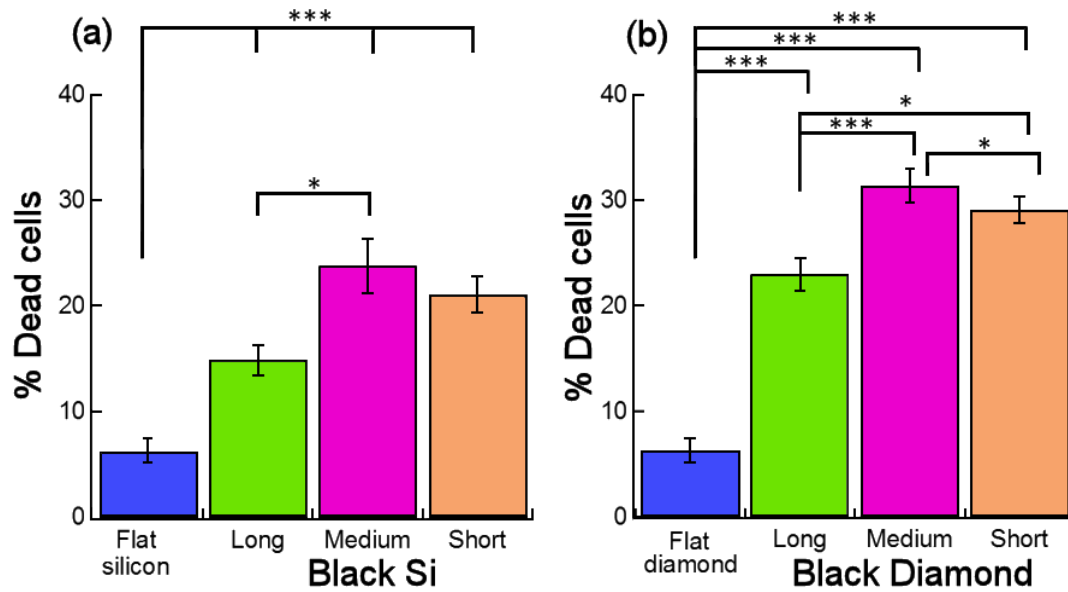 (a)
***
*
40
30
20
10
0
% Dead cells
Flat silicon
Long
Medium
Short
Black Si
(b)
***
***
***
*
***
*
40
30
20
10
0
% Dead cells
Flat diamond
Long
Medium
Short
Black Diamond